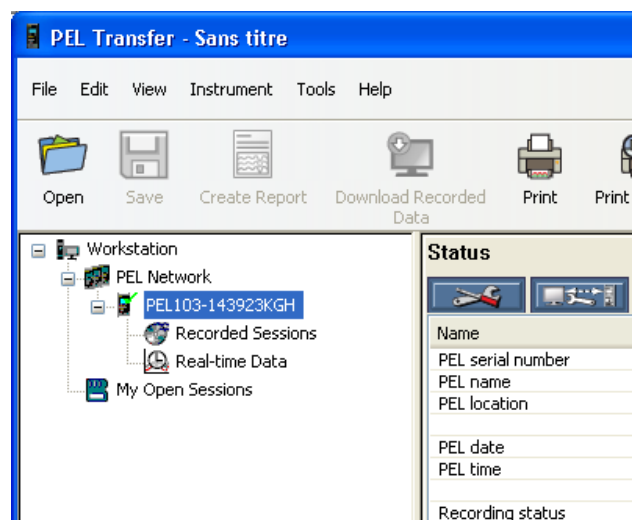 PEL Transfer - Sans titre
File Edit View Instrument Tools Help
Open Save Create Report Download Recorded Data Print Print
Workstation
PEL Network
PEL103-143923KGH
Recorded Sessions
Real-time Data
My Open Sessions
Status
Name
PEL serial number
PEL name
PEL location
PEL date
PEL time
Recording status